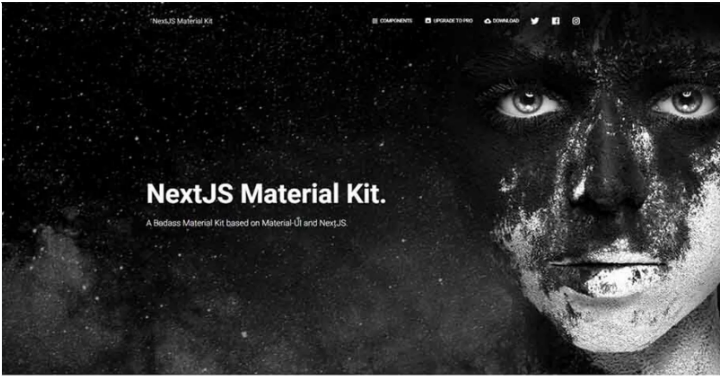 NextJS Material Kit
COMPONENTS UPGRADE TO PRO DOWNLOAD
NextJS Material Kit.
A Badass Material Kit based on Material-UI and NextJS.